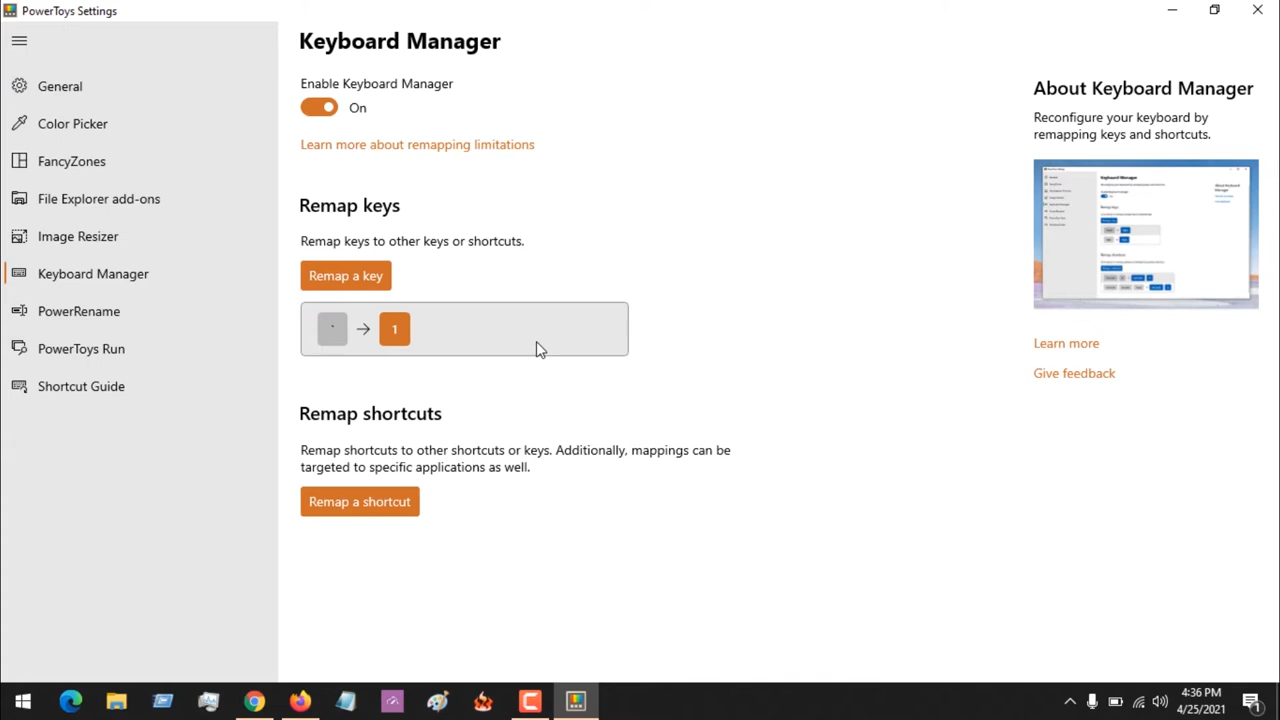 PowerToys Settings
General
Color Picker
FancyZones
File Explorer add-ons
Image Resizer
Keyboard Manager
PowerRename
PowerToys Run
Shortcut Guide
Keyboard Manager
Enable Keyboard Manager
On
Learn more about remapping limitations
Remap keys
Remap keys to other keys or shortcuts.
Remap a key
` → 1
Remap shortcuts
Remap shortcuts to other shortcuts or keys. Additionally, mappings can be
targeted to specific applications as well.
Remap a shortcut
About Keyboard Manager
Reconfigure your keyboard by
remapping keys and shortcuts.
Keyboard Manager
Learn more
Give feedback
4:36 PM
4/25/2021
1